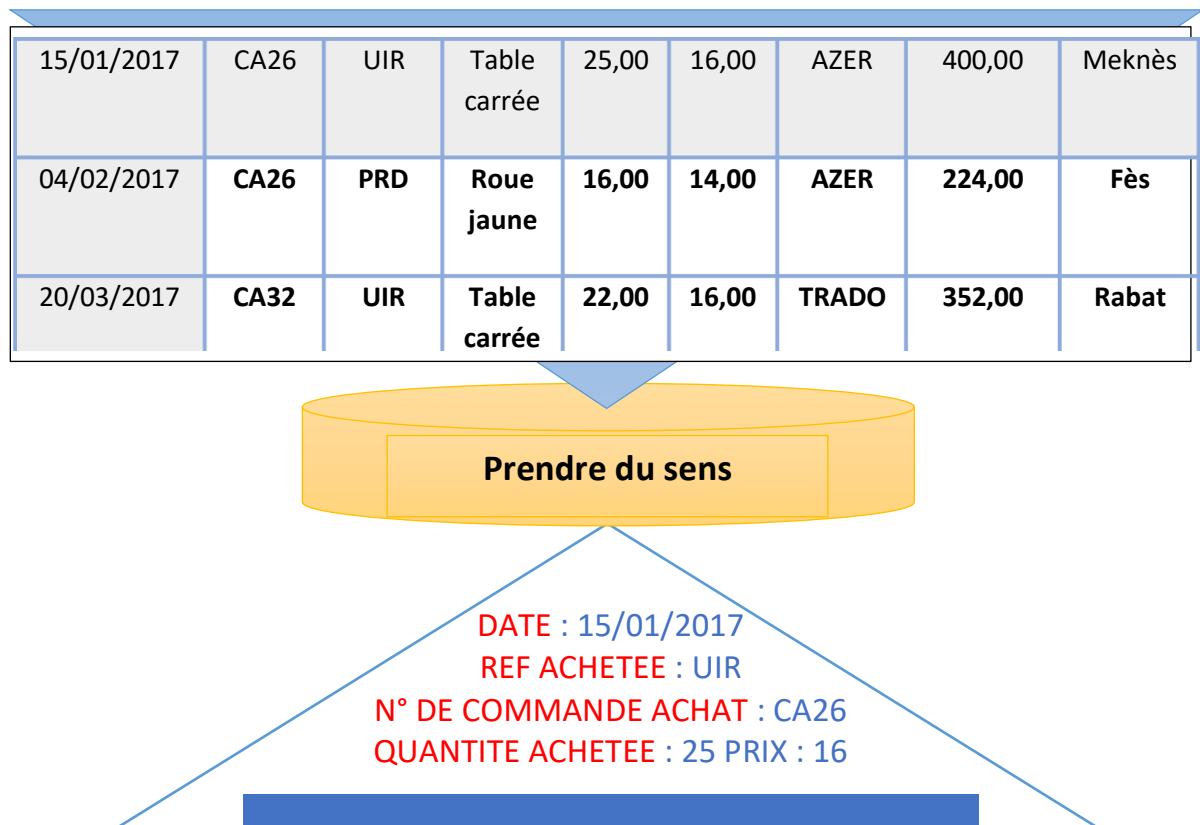 15/01/2017 CA26 UIR Table 25,00 16,00 AZER 400,00 Meknès
carrée
04/02/2017 CA26 PRD Roue 16,00 14,00 AZER 224,00 Fès
jaune
20/03/2017 CA32 UIR Table 22,00 16,00 TRADO 352,00 Rabat
carrée
Prendre du sens
DATE : 15/01/2017
REF ACHETEE : UIR
N° DE COMMANDE ACHAT : CA26
QUANTITE ACHETEE : 25 PRIX : 16